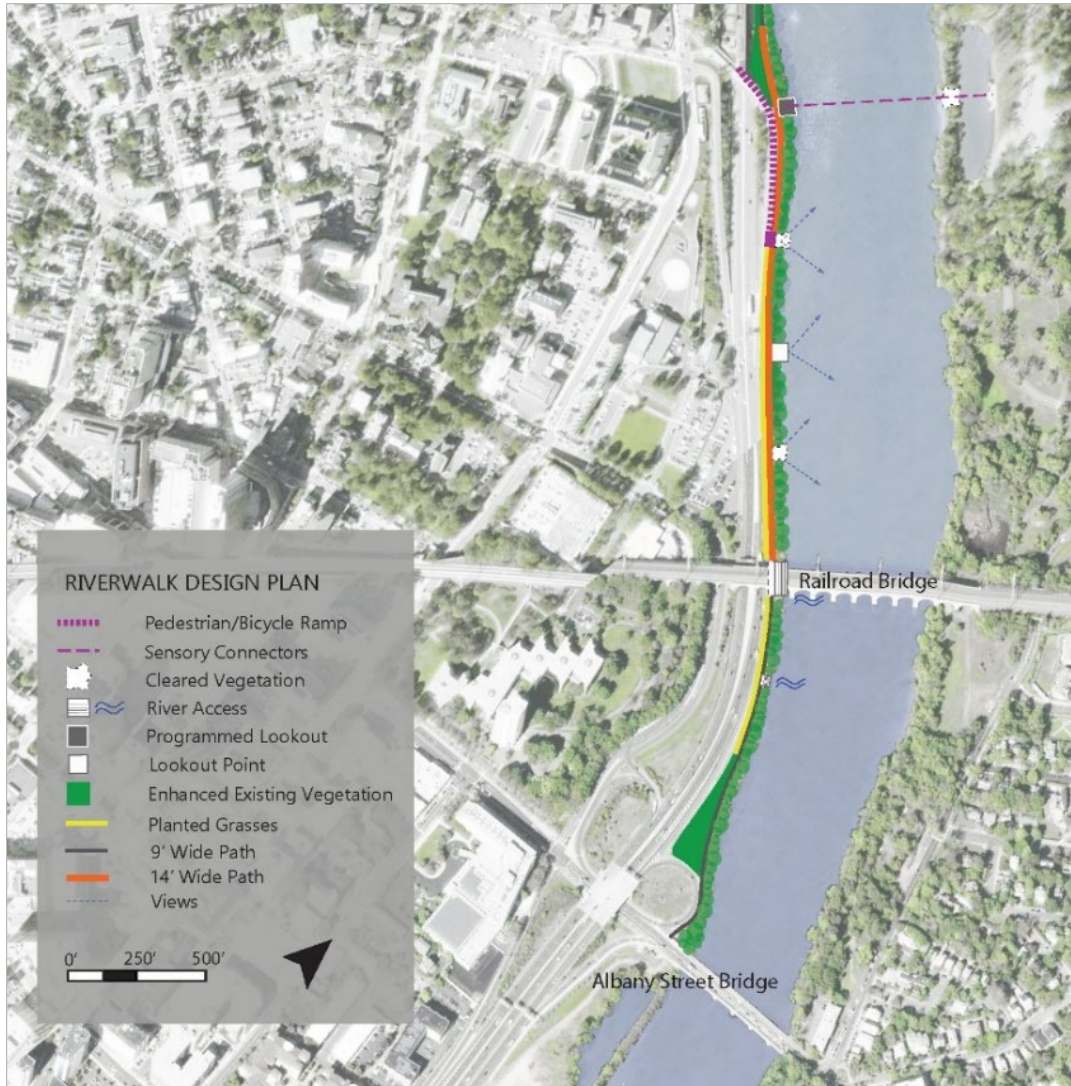 Railroad Bridge
RIVERWALK DESIGN PLAN
Pedestrian/Bicycle Ramp
Sensory Connectors
Cleared Vegetation
River Access
Programmed Lookout
Lookout Point
Enhanced Existing Vegetation
Planted Grasses
9' Wide Path
14' Wide Path
Views
0' 250' 500'
Albany Street Bridge